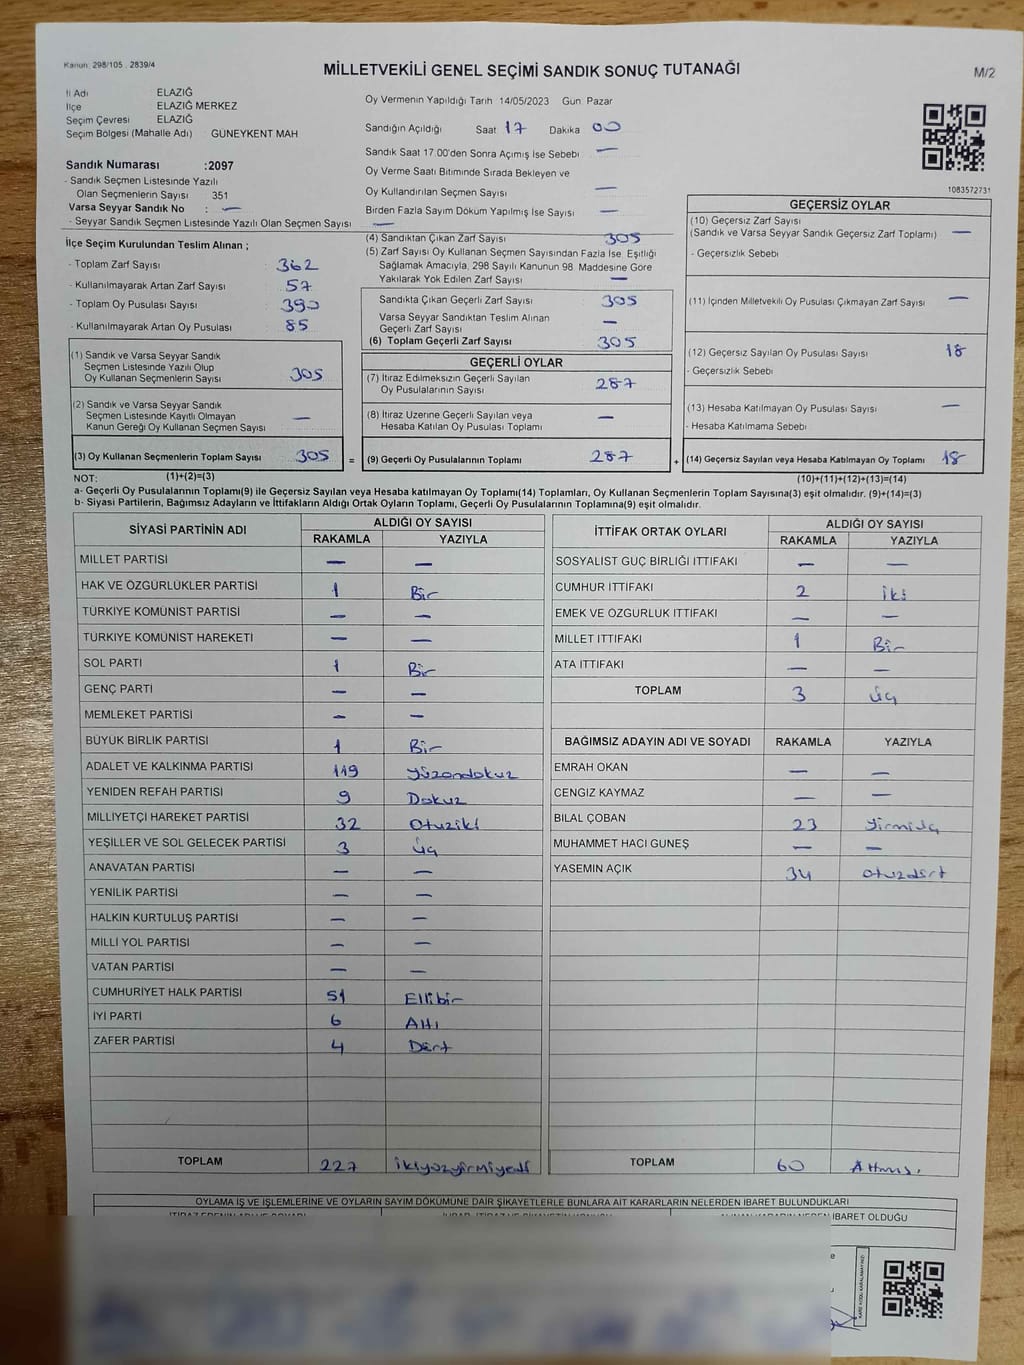 Kanun: 298/105 . 2839/4
MİLLETVEKİLİ GENEL SEÇİMİ SANDIK SONUÇ TUTANAĞI
M/2
İl Adı ELAZIĞ
İlçe ELAZIĞ MERKEZ
Seçim Çevresi ELAZIĞ
Seçim Bölgesi (Mahalle Adı) GÜNEYKENT MAH
Sandık Numarası :2097
- Sandık Seçmen Listesinde Yazılı
Olan Seçmenlerin Sayısı 351
Varsa Seyyar Sandık No : —
- Seyyar Sandık Seçmen Listesinde Yazılı Olan Seçmen Sayısı —
Oy Vermenin Yapıldığı Tarih 14/05/2023 Gün: Pazar
Sandığın Açıldığı Saat 17 Dakika 00
Sandık Saat 17.00'den Sonra Açımış İse Sebebi —
Oy Verme Saati Bitiminde Sırada Bekleyen ve
Oy Kullandırılan Seçmen Sayısı —
Birden Fazla Sayım Döküm Yapılmış İse Sayısı —
1083572731
İlçe Seçim Kurulundan Teslim Alınan ;
- Toplam Zarf Sayısı 362
- Kullanılmayarak Artan Zarf Sayısı 57
- Toplam Oy Pusulası Sayısı 390
- Kullanılmayarak Artan Oy Pusulası 85
(4) Sandıktan Çıkan Zarf Sayısı 305
(5) Zarf Sayısı Oy Kullanan Seçmen Sayısından Fazla İse, Eşitliği
Sağlamak Amacıyla, 298 Sayılı Kanunun 98. Maddesine Göre
Yakılarak Yok Edilen Zarf Sayısı —
Sandıkta Çıkan Geçerli Zarf Sayısı 305
Varsa Seyyar Sandıktan Teslim Alınan
Geçerli Zarf Sayısı —
(6) Toplam Geçerli Zarf Sayısı 305
GEÇERSİZ OYLAR
(10) Geçersiz Zarf Sayısı
(Sandık ve Varsa Seyyar Sandık Geçersiz Zarf Toplamı) —
- Geçersizlik Sebebi
(11) İçinden Milletvekili Oy Pusulası Çıkmayan Zarf Sayısı —
(12) Geçersiz Sayılan Oy Pusulası Sayısı 18
- Geçersizlik Sebebi
(13) Hesaba Katılmayan Oy Pusulası Sayısı —
- Hesaba Katılmama Sebebi
(1) Sandık ve Varsa Seyyar Sandık
Seçmen Listesinde Yazılı Olup
Oy Kullanan Seçmenlerin Sayısı 305
(2) Sandık ve Varsa Seyyar Sandık
Seçmen Listesinde Kayıtlı Olmayan
Kanun Gereği Oy Kullanan Seçmen Sayısı —
GEÇERLİ OYLAR
(7) İtiraz Edilmeksizin Geçerli Sayılan
Oy Pusulalarının Sayısı 287
(8) İtiraz Üzerine Geçerli Sayılan veya
Hesaba Katılan Oy Pusulası Toplamı —
(3) Oy Kullanan Seçmenlerin Toplam Sayısı 305 = (9) Geçerli Oy Pusulalarının Toplamı 287 + (14) Geçersiz Sayılan veya Hesaba Katılmayan Oy Toplamı 18
NOT: (1)+(2)=(3) (10)+(11)+(12)+(13)=(14)
a- Geçerli Oy Pusulalarının Toplamı(9) ile Geçersiz Sayılan veya Hesaba katılmayan Oy Toplamı(14) Toplamları, Oy Kullanan Seçmenlerin Toplam Sayısına(3) eşit olmalıdır. (9)+(14)=(3)
b- Siyasi Partilerin, Bağımsız Adayların ve İttifakların Aldığı Ortak Oyların Toplamı, Geçerli Oy Pusulalarının Toplamına(9) eşit olmalıdır.
SİYASİ PARTİNİN ADI ALDIĞI OY SAYISI
RAKAMLA YAZIYLA
MİLLET PARTİSİ — —
HAK VE ÖZGÜRLÜKLER PARTİSİ 1 Bir
TÜRKİYE KOMÜNİST PARTİSİ — —
TÜRKİYE KOMÜNİST HAREKETİ — —
SOL PARTİ 1 Bir
GENÇ PARTİ — —
MEMLEKET PARTİSİ — —
BÜYÜK BİRLİK PARTİSİ 1 Bir
ADALET VE KALKINMA PARTİSİ 119 Yüzondokuz
YENİDEN REFAH PARTİSİ 9 Dokuz
MİLLİYETÇİ HAREKET PARTİSİ 32 Otuziki
YEŞİLLER VE SOL GELECEK PARTİSİ 3 Üç
ANAVATAN PARTİSİ — —
YENİLİK PARTİSİ — —
HALKIN KURTULUŞ PARTİSİ — —
MİLLİ YOL PARTİSİ — —
VATAN PARTİSİ — —
CUMHURİYET HALK PARTİSİ 51 Ellibir
İYİ PARTİ 6 Altı
ZAFER PARTİSİ 4 Dört
TOPLAM 227 ikiyüzyirmiyedi
İTTİFAK ORTAK OYLARI ALDIĞI OY SAYISI
RAKAMLA YAZIYLA
SOSYALİST GÜÇ BİRLİĞİ İTTİFAKI — —
CUMHUR İTTİFAKI 2 iki
EMEK VE ÖZGÜRLÜK İTTİFAKI — —
MİLLET İTTİFAKI 1 Bir
ATA İTTİFAKI — —
TOPLAM 3 Üç
BAĞIMSIZ ADAYIN ADI VE SOYADI RAKAMLA YAZIYLA
EMRAH OKAN — —
CENGİZ KAYMAZ — —
BİLAL ÇOBAN 23 Yirmiüç
MUHAMMET HACI GÜNEŞ — —
YASEMİN AÇIK 34 otuzdört
TOPLAM 60 Altmış
OYLAMA İŞ VE İŞLEMLERİNE VE OYLARIN SAYIM DÖKÜMÜNE DAİR ŞİKAYETLERLE BUNLARA AİT KARARLARIN NELERDEN İBARET BULUNDUKLARI
İBARET OLDUĞU